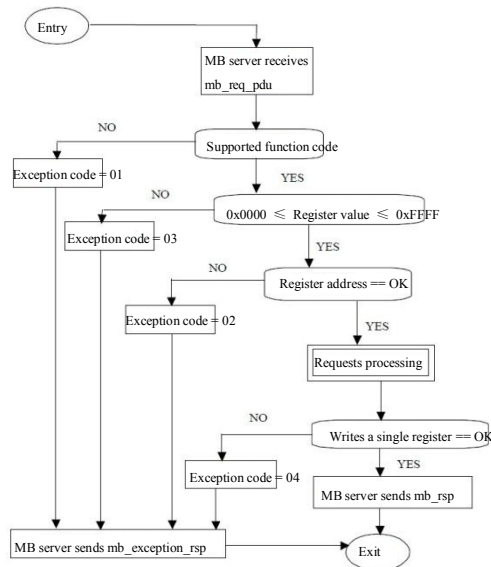 Entry
MB server receives
mb_req_pdu
NO
Supported function code
Exception code = 01
YES
NO
0x0000 ≤ Register value ≤ 0xFFFF
Exception code = 03
YES
NO
Register address == OK
Exception code = 02
YES
Requests processing
NO
Writes a single register == OK
Exception code = 04
YES
MB server sends mb_rsp
MB server sends mb_exception_rsp
Exit